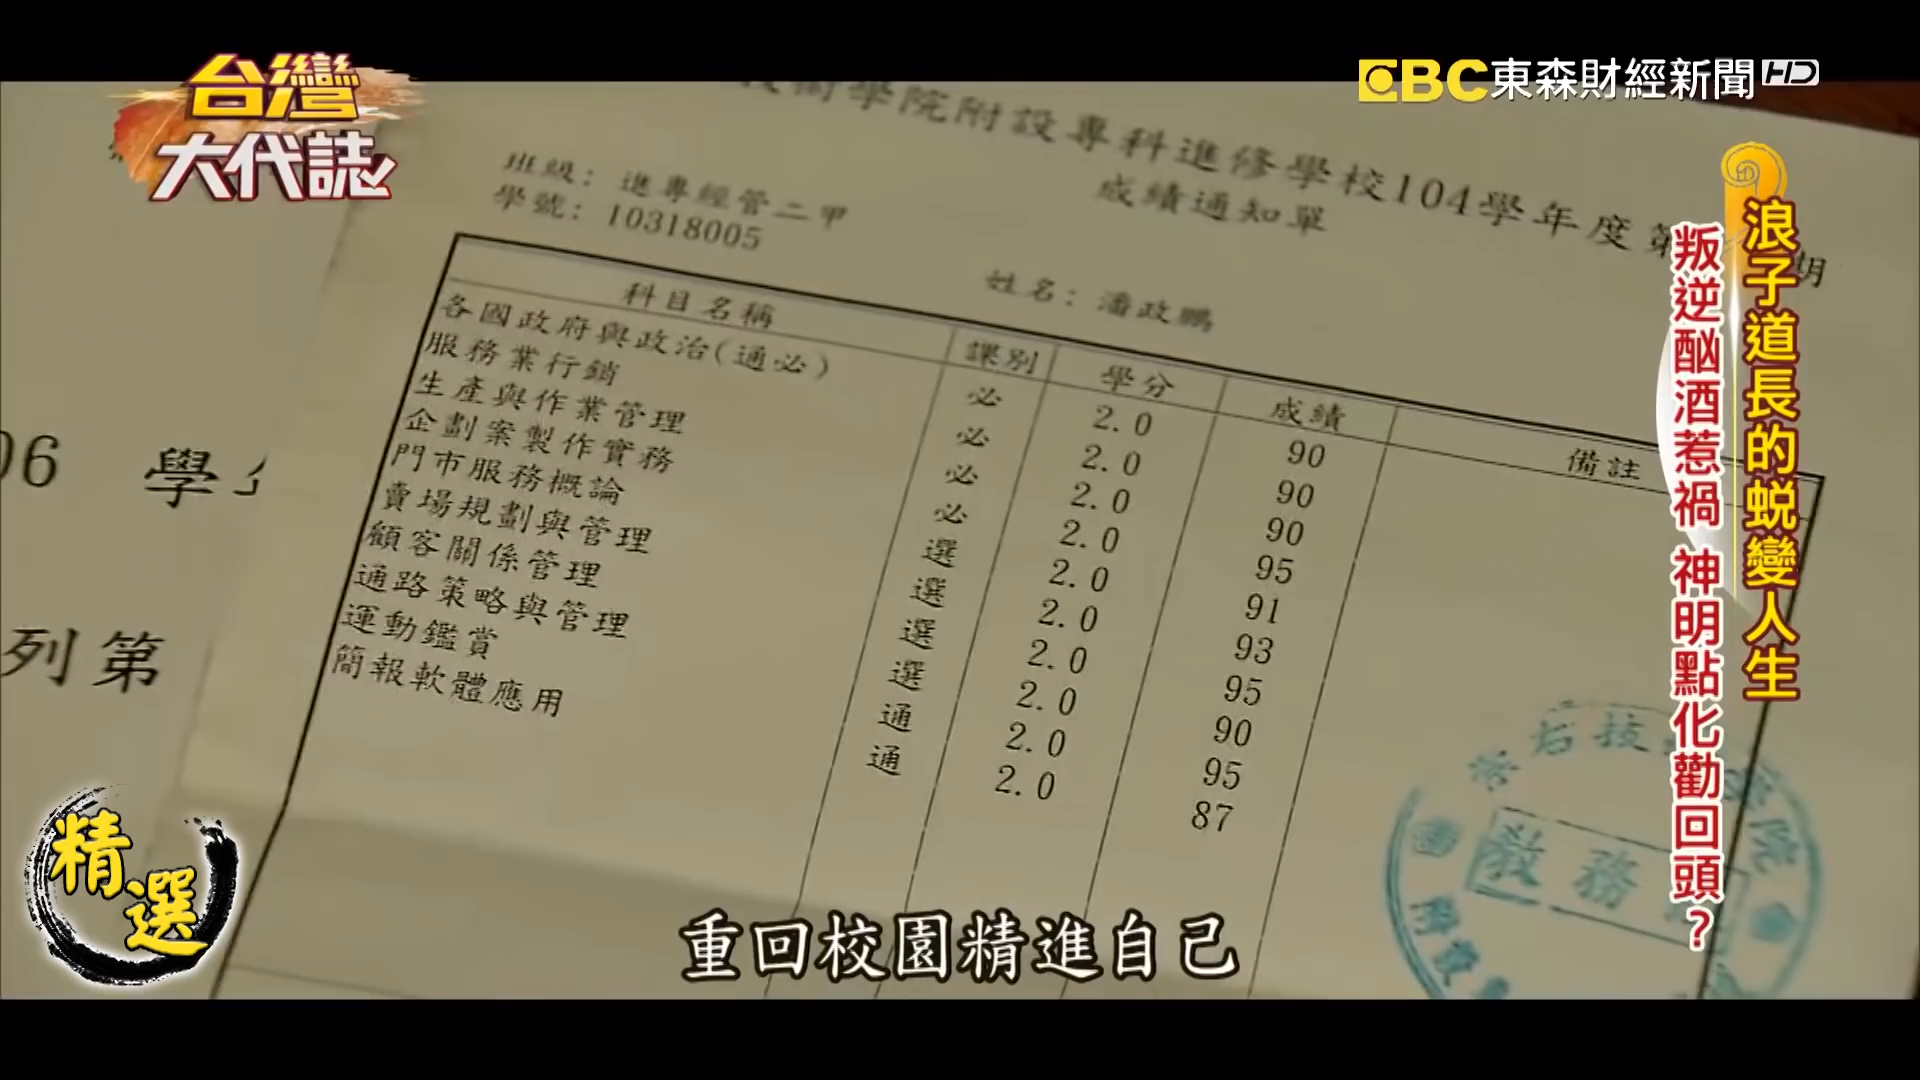 台灣
大代誌
EBC東森財經新聞HD
浪子道長的蛻變人生
叛逆酗酒惹禍 神明點化勸回頭？
術學院附設專科進修學校104學年度第
成績通知單
班級：進專經管二甲
學號：10318005
姓名：潘政鵬
科目名稱 課別 學分 成績 備註
各國政府與政治(通必) 必 2.0 90
服務業行銷 必 2.0 90
生產與作業管理 必 2.0 90
企劃案製作實務 必 2.0 95
門市服務概論 選 2.0 91
賣場規劃與管理 選 2.0 93
顧客關係管理 選 2.0 95
通路策略與管理 選 2.0 90
運動鑑賞 通 2.0 95
簡報軟體應用 通 2.0 87
06 學
列第
教務
精選
重回校園精進自己